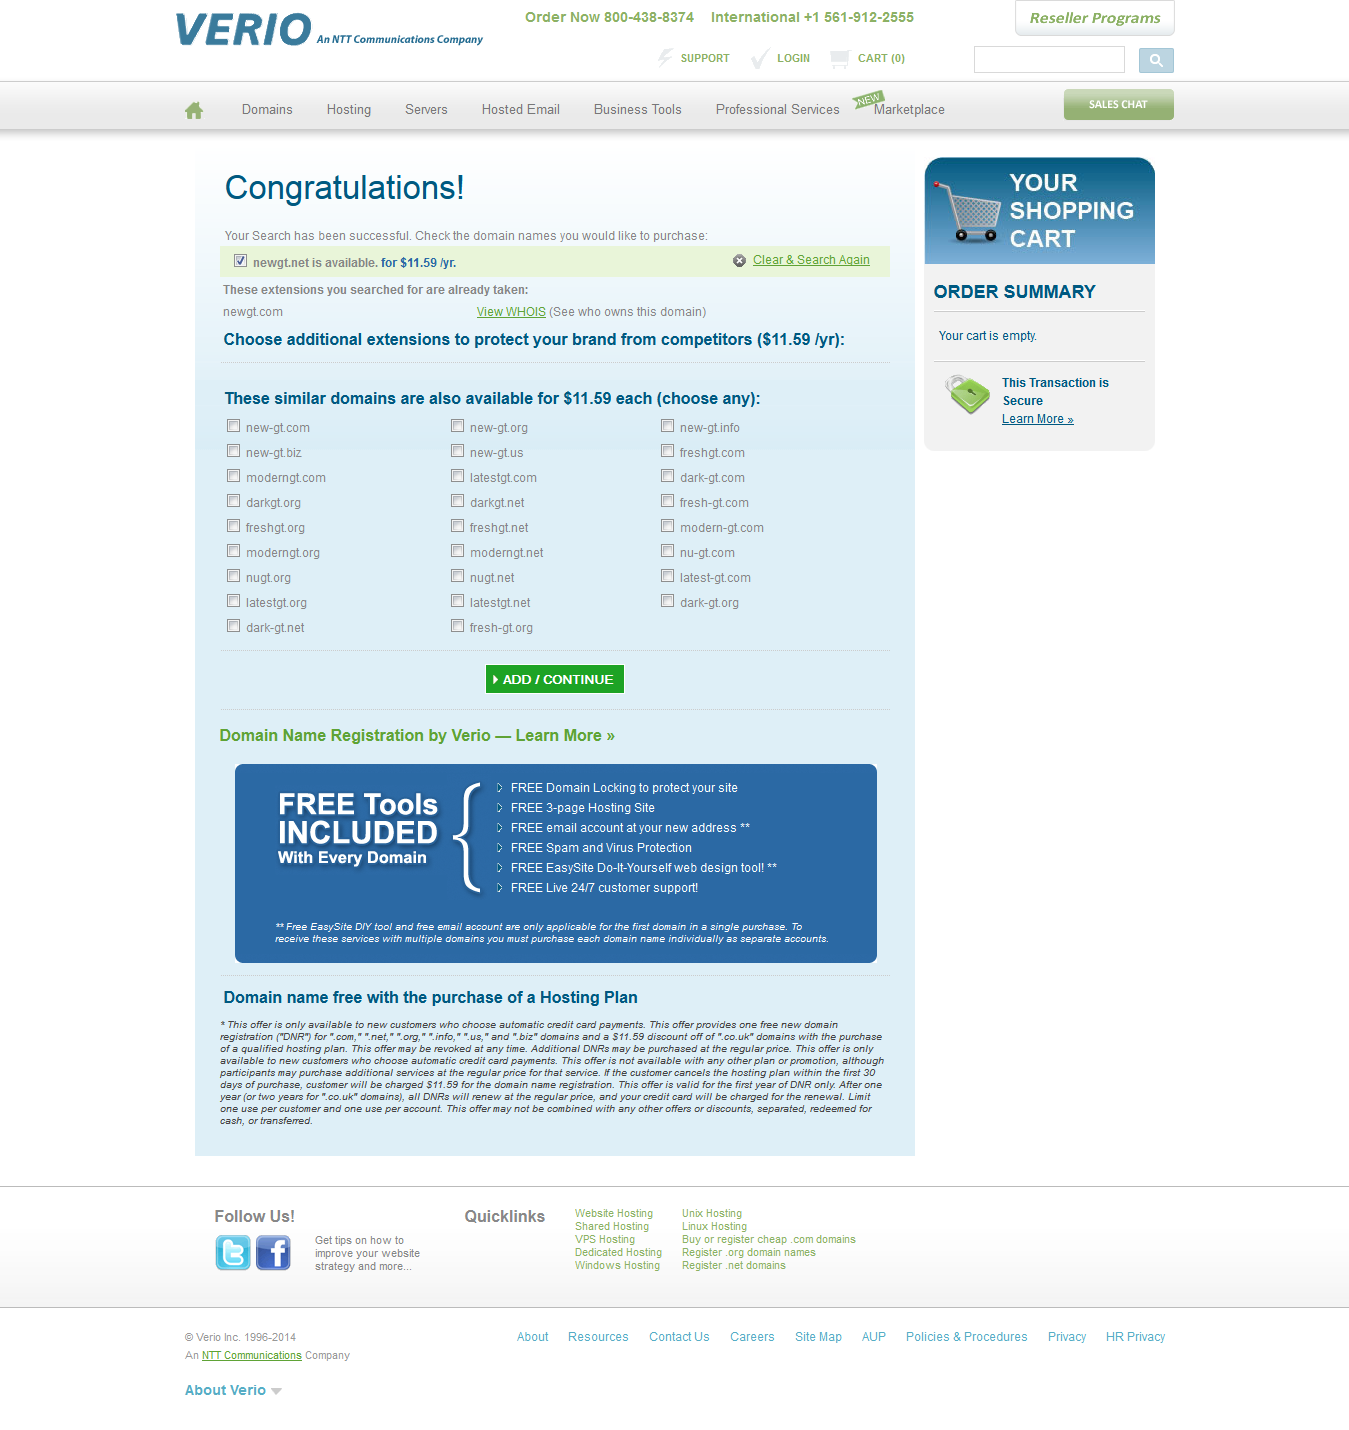 VERIO An NTT Communications Company
Order Now 800-438-8374 International +1 561-912-2555
Reseller Programs
SUPPORT LOGIN CART (0)
Domains Hosting Servers Hosted Email Business Tools Professional Services NEW Marketplace
SALES CHAT
Congratulations!
Your Search has been successful. Check the domain names you would like to purchase:
newgt.net is available. for $11.59 /yr. Clear & Search Again
These extensions you searched for are already taken:
newgt.com View WHOIS (See who owns this domain)
Choose additional extensions to protect your brand from competitors ($11.59 /yr):
These similar domains are also available for $11.59 each (choose any):
new-gt.com new-gt.org new-gt.info
new-gt.biz new-gt.us freshgt.com
moderngt.com latestgt.com dark-gt.com
darkgt.org darkgt.net fresh-gt.com
freshgt.org freshgt.net modern-gt.com
moderngt.org moderngt.net nu-gt.com
nugt.org nugt.net latest-gt.com
latestgt.org latestgt.net dark-gt.org
dark-gt.net fresh-gt.org
ADD / CONTINUE
Domain Name Registration by Verio — Learn More »
FREE Tools
INCLUDED
With Every Domain
FREE Domain Locking to protect your site
FREE 3-page Hosting Site
FREE email account at your new address **
FREE Spam and Virus Protection
FREE EasySite Do-It-Yourself web design tool! **
FREE Live 24/7 customer support!
** Free EasySite DIY tool and free email account are only applicable for the first domain in a single purchase. To
receive these services with multiple domains you must purchase each domain name individually as separate accounts.
Domain name free with the purchase of a Hosting Plan
* This offer is only available to new customers who choose automatic credit card payments. This offer provides one free new domain
registration ("DNR") for ".com," ".net," ".org," ".info," ".us," and ".biz" domains and a $11.59 discount off of ".co.uk" domains with the purchase
of a qualified hosting plan. This offer may be revoked at any time. Additional DNRs may be purchased at the regular price. This offer is only
available to new customers who choose automatic credit card payments. This offer is not available with any other plan or promotion, although
participants may purchase additional services at the regular price for that service. If the customer cancels the hosting plan within the first 30
days of purchase, customer will be charged $11.59 for the domain name registration. This offer is valid for the first year of DNR only. After one
year (or two years for ".co.uk" domains), all DNRs will renew at the regular price, and your credit card will be charged for the renewal. Limit
one use per customer and one use per account. This offer may not be combined with any other offers or discounts, separated, redeemed for
cash, or transferred.
YOUR
SHOPPING
CART
ORDER SUMMARY
Your cart is empty.
This Transaction is
Secure
Learn More »
Follow Us!
Get tips on how to
improve your website
strategy and more...
Quicklinks
Website Hosting Unix Hosting
Shared Hosting Linux Hosting
VPS Hosting Buy or register cheap .com domains
Dedicated Hosting Register .org domain names
Windows Hosting Register .net domains
© Verio Inc. 1996-2014
An NTT Communications Company
About Resources Contact Us Careers Site Map AUP Policies & Procedures Privacy HR Privacy
About Verio